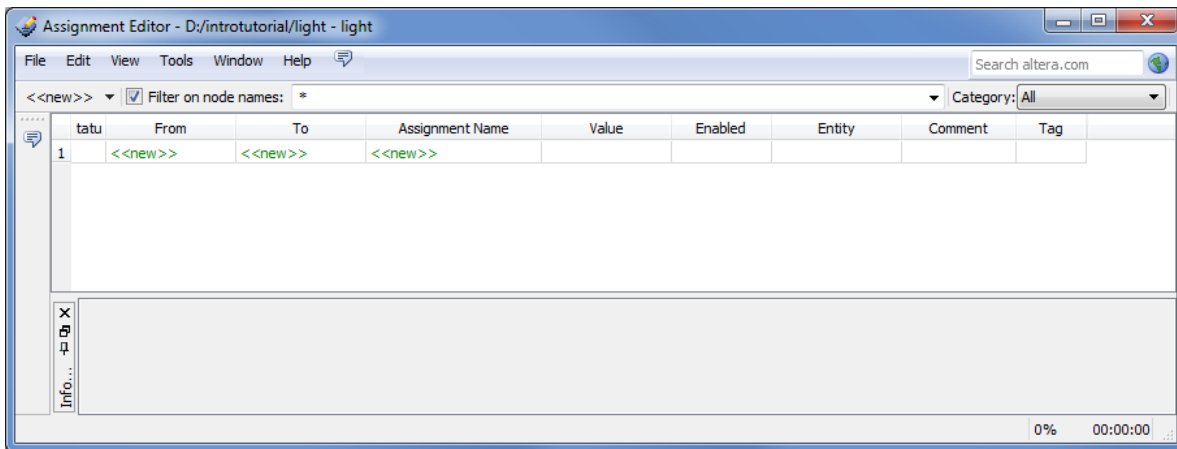 Assignment Editor - D:/introtutorial/light - light
File Edit View Tools Window Help Search altera.com
<<new>> Filter on node names: * Category: All
tatu From To Assignment Name Value Enabled Entity Comment Tag
1 <<new>> <<new>> <<new>>
Info...
0% 00:00:00